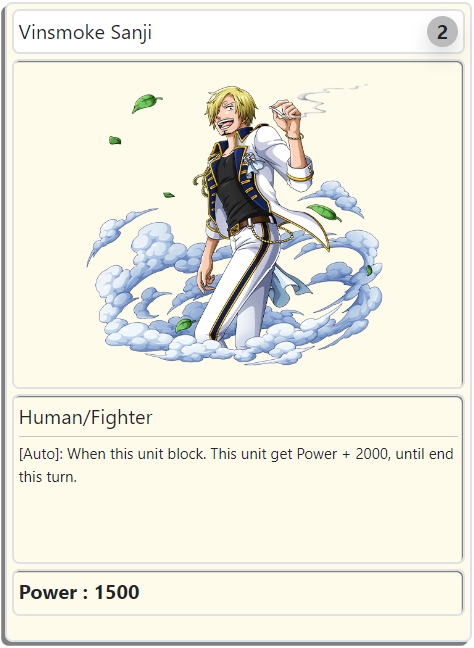 Vinsmoke Sanji
2
Human/Fighter
[Auto]: When this unit block. This unit get Power + 2000, until end
this turn.
Power : 1500